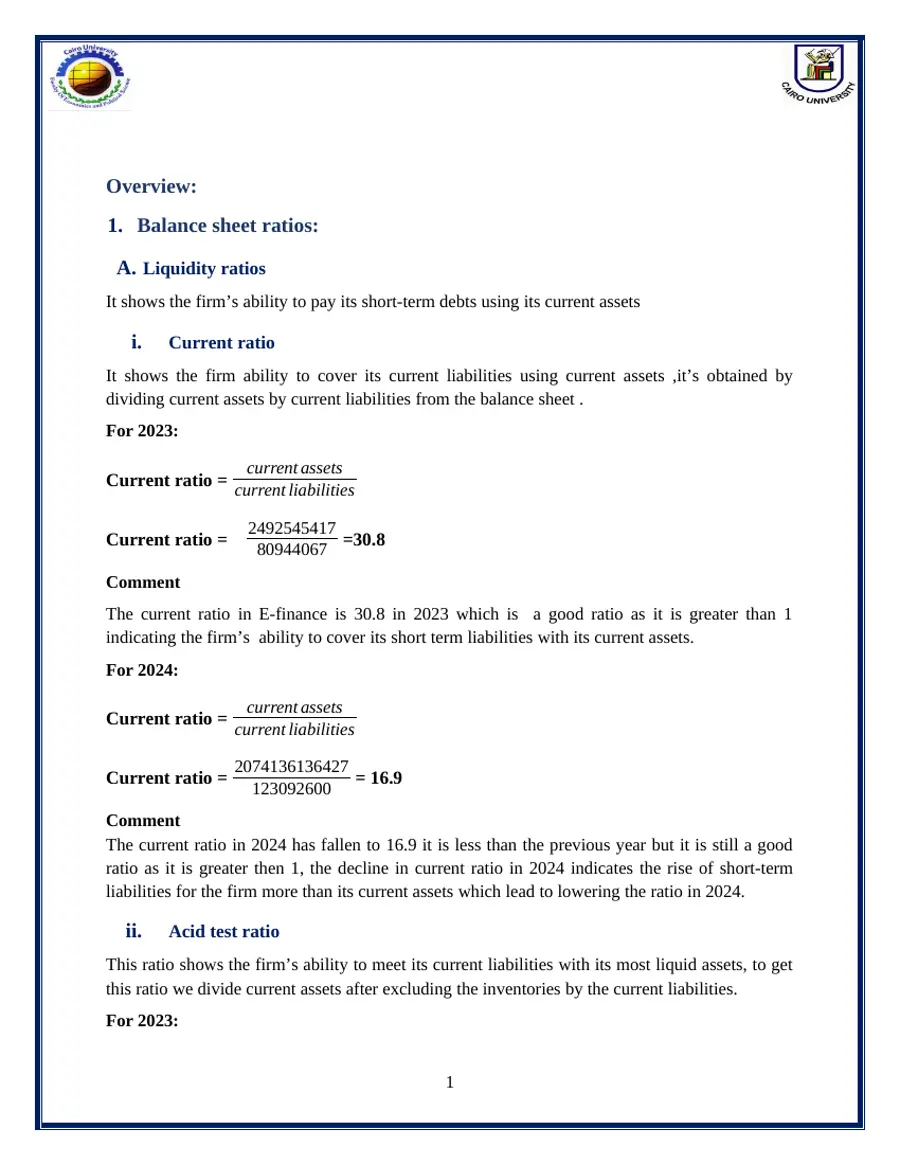 Cairo University
Faculty Of Economics and Political Science
CAIRO UNIVERSITY
Overview:
1. Balance sheet ratios:
A. Liquidity ratios
It shows the firm’s ability to pay its short-term debts using its current assets
i. Current ratio
It shows the firm ability to cover its current liabilities using current assets ,it’s obtained by
dividing current assets by current liabilities from the balance sheet .
For 2023:
Current ratio = current assets / current liabilities
Current ratio = 2492545417 / 80944067 =30.8
Comment
The current ratio in E-finance is 30.8 in 2023 which is a good ratio as it is greater than 1
indicating the firm’s ability to cover its short term liabilities with its current assets.
For 2024:
Current ratio = current assets / current liabilities
Current ratio = 2074136136427 / 123092600 = 16.9
Comment
The current ratio in 2024 has fallen to 16.9 it is less than the previous year but it is still a good
ratio as it is greater then 1, the decline in current ratio in 2024 indicates the rise of short-term
liabilities for the firm more than its current assets which lead to lowering the ratio in 2024.
ii. Acid test ratio
This ratio shows the firm’s ability to meet its current liabilities with its most liquid assets, to get
this ratio we divide current assets after excluding the inventories by the current liabilities.
For 2023:
1